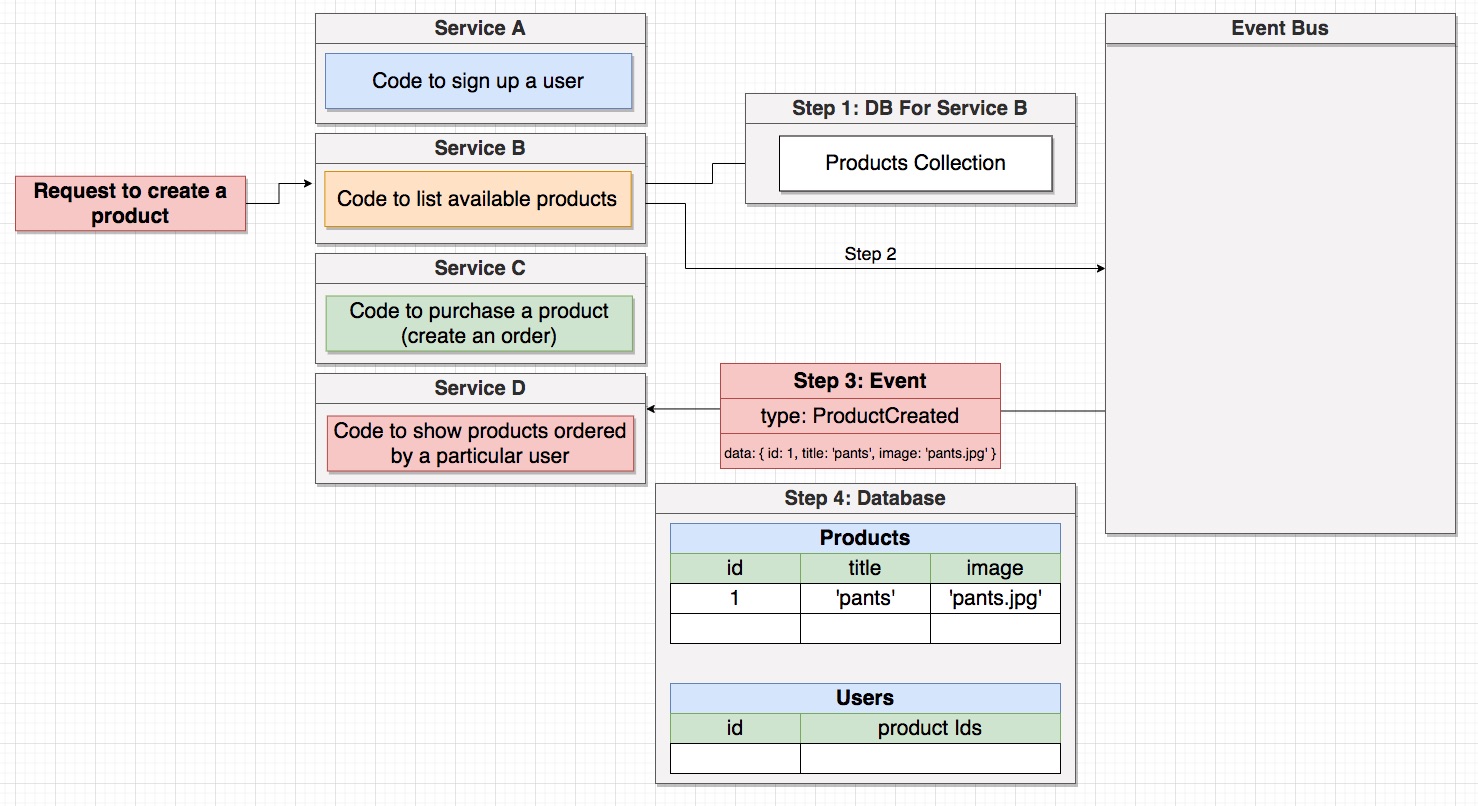 Service A
Code to sign up a user
Service B
Code to list available products
Request to create a
product
Service C
Code to purchase a product
(create an order)
Service D
Code to show products ordered
by a particular user
Step 1: DB For Service B
Products Collection
Step 2
Event Bus
Step 3: Event
type: ProductCreated
data: { id: 1, title: 'pants', image: 'pants.jpg' }
Step 4: Database
Products
id title image
1 'pants' 'pants.jpg'
Users
id product Ids